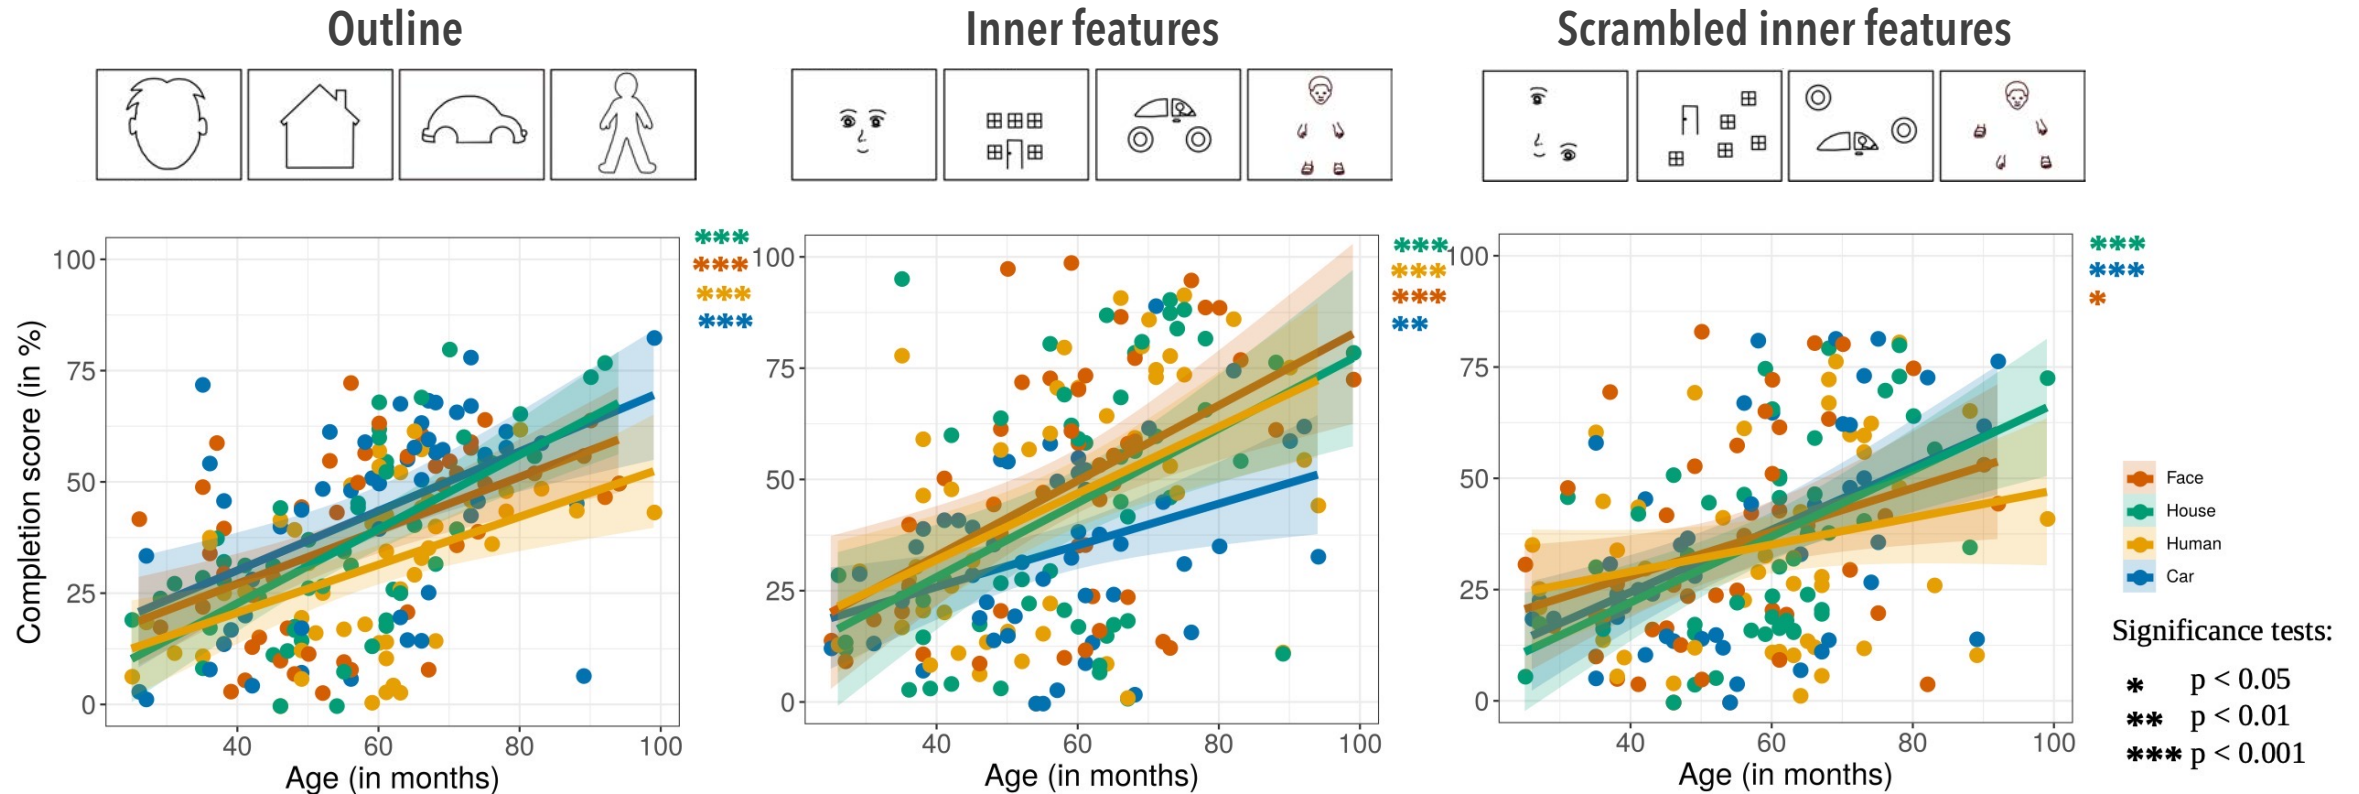 Outline
Inner features
Scrambled inner features
Completion score (in %)
100
75
50
25
0
40 60 80 100
Age (in months)
***
***
***
***
100
75
50
25
0
40 60 80 100
Age (in months)
***
***
***
**
100
75
50
25
0
40 60 80 100
Age (in months)
***
***
*
Face
House
Human
Car
Significance tests:
* p < 0.05
** p < 0.01
*** p < 0.001